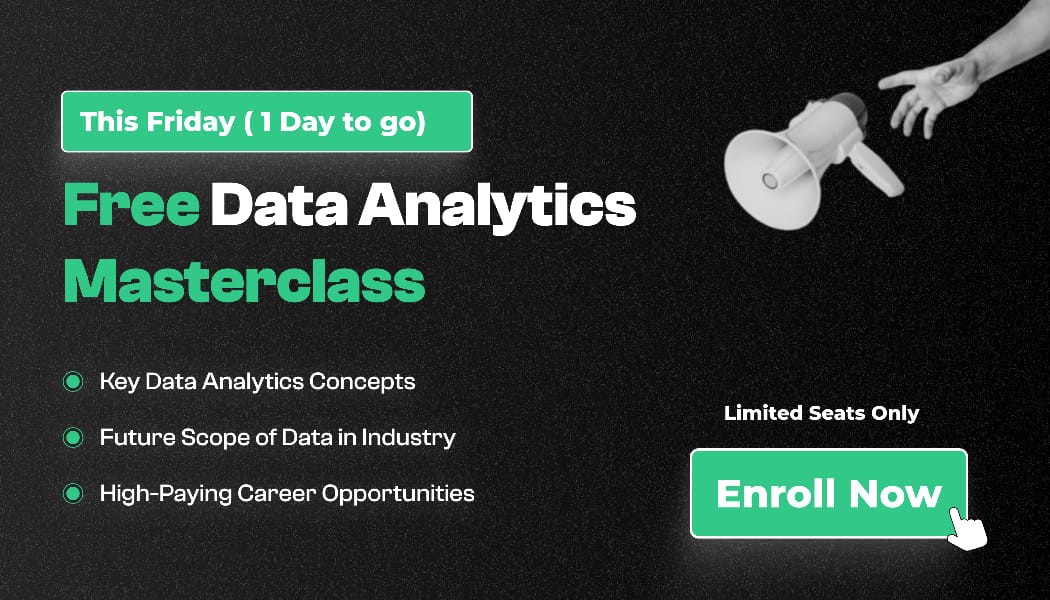 This Friday ( 1 Day to go)
Free Data Analytics
Masterclass
Key Data Analytics Concepts
Future Scope of Data in Industry
High-Paying Career Opportunities
Limited Seats Only
Enroll Now